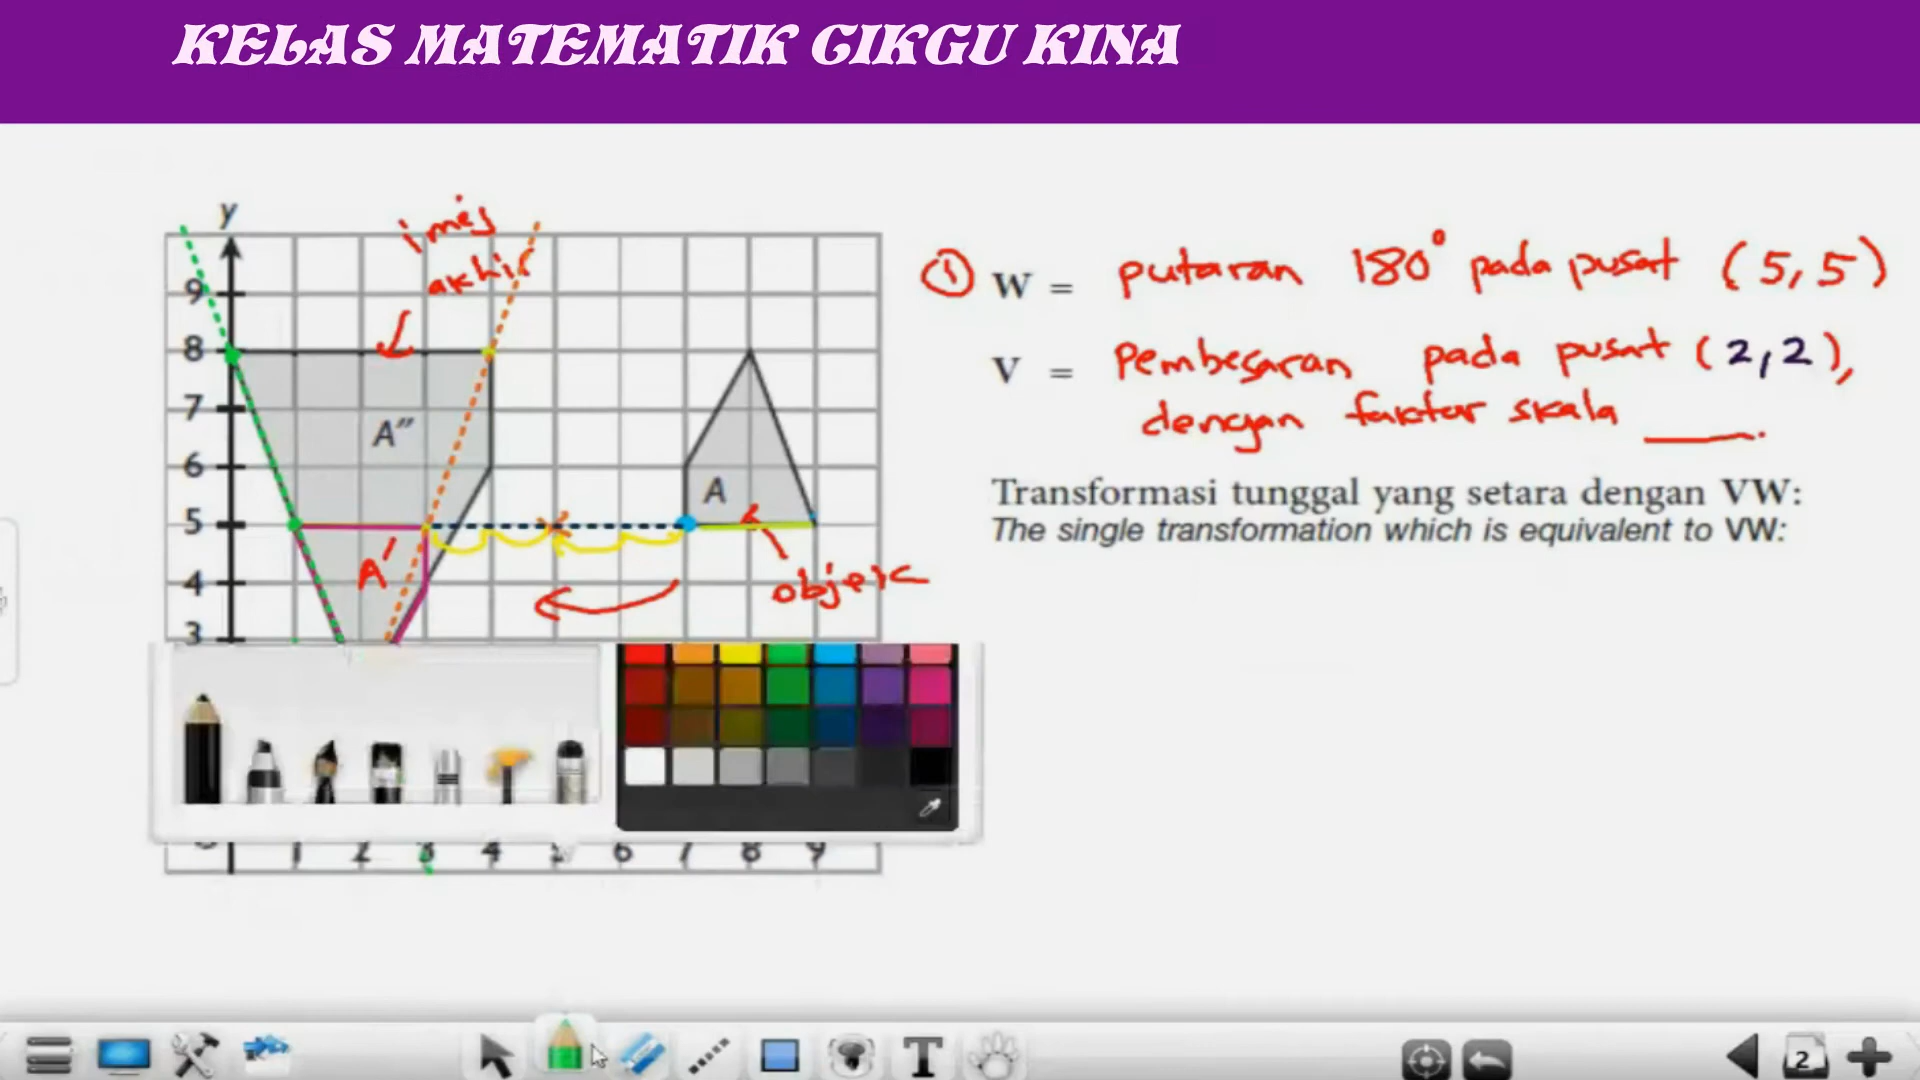 KELAS MATEMATIK CIKGU KINA
y
imej
akhir
9
8
7
6
5
4
3
A''
A
A'
objek
1 2 3 4 5 6 7 8 9
① W = putaran 180° pada pusat (5,5)
V = Pembesaran pada pusat (2,2),
dengan faktor skala ____.
Transformasi tunggal yang setara dengan VW:
The single transformation which is equivalent to VW:
T
2